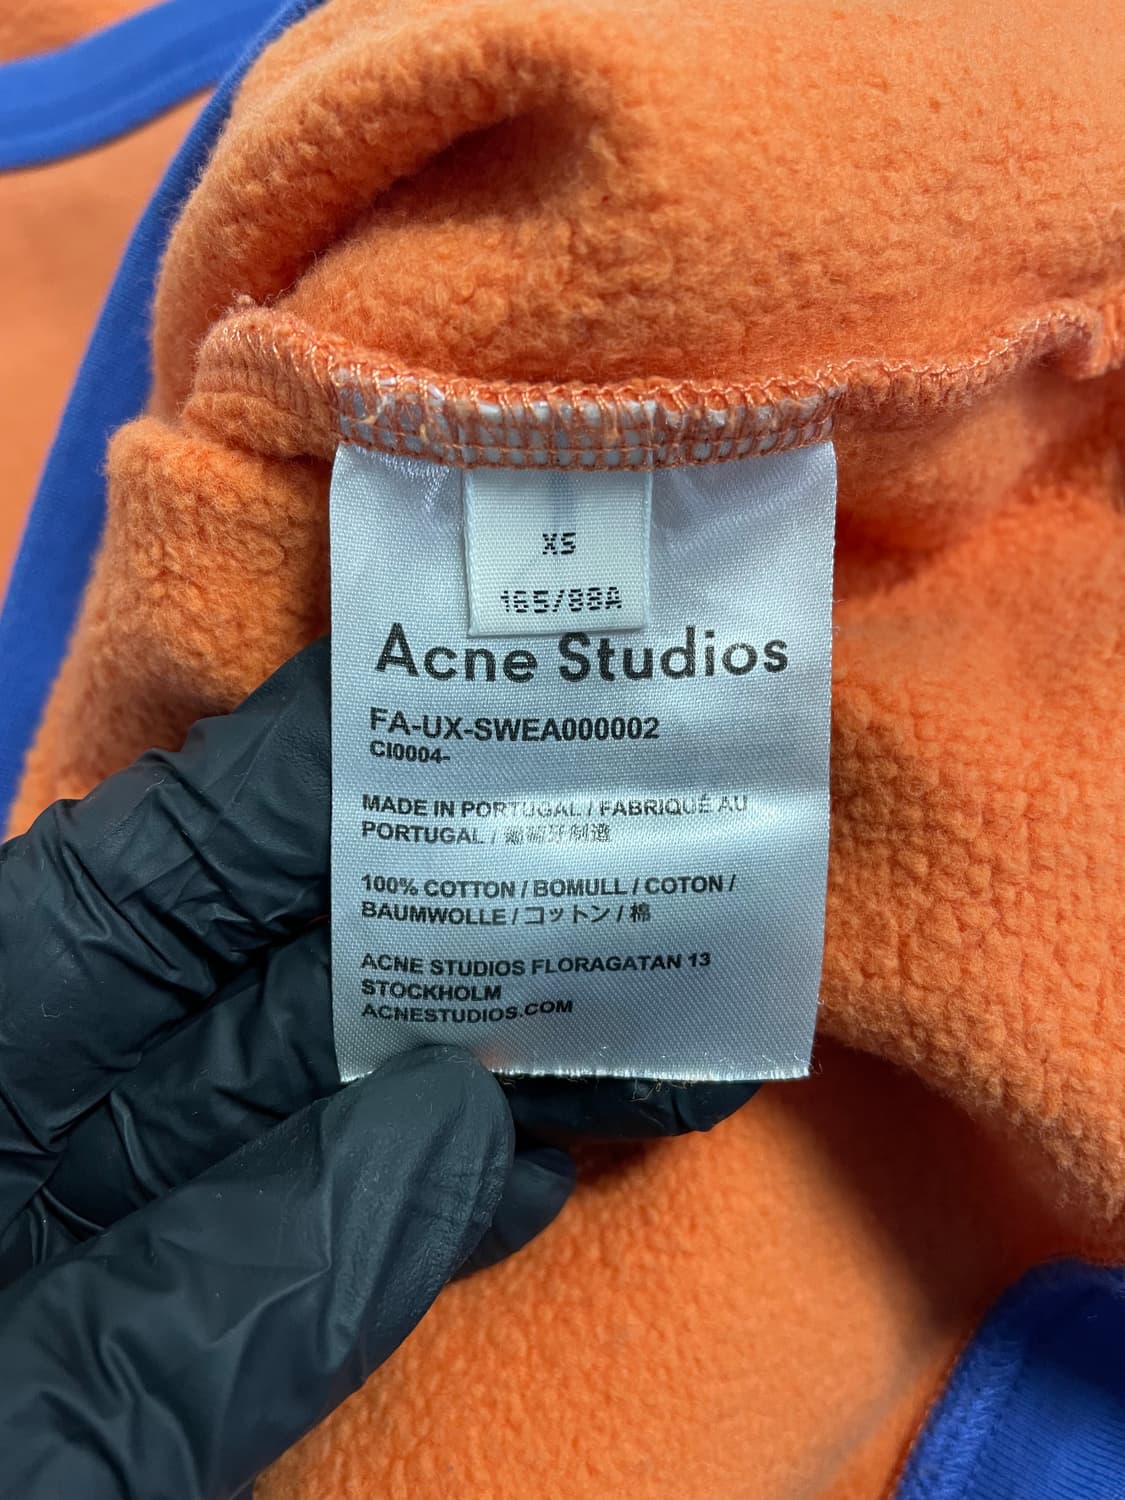 XS
165/88A
Acne Studios
FA-UX-SWEA000002
CI0004-
MADE IN PORTUGAL / FABRIQUÉ AU
PORTUGAL / 葡萄牙制造
100% COTTON / BOMULL / COTON /
BAUMWOLLE / コットン / 棉
ACNE STUDIOS FLORAGATAN 13
STOCKHOLM
ACNESTUDIOS.COM